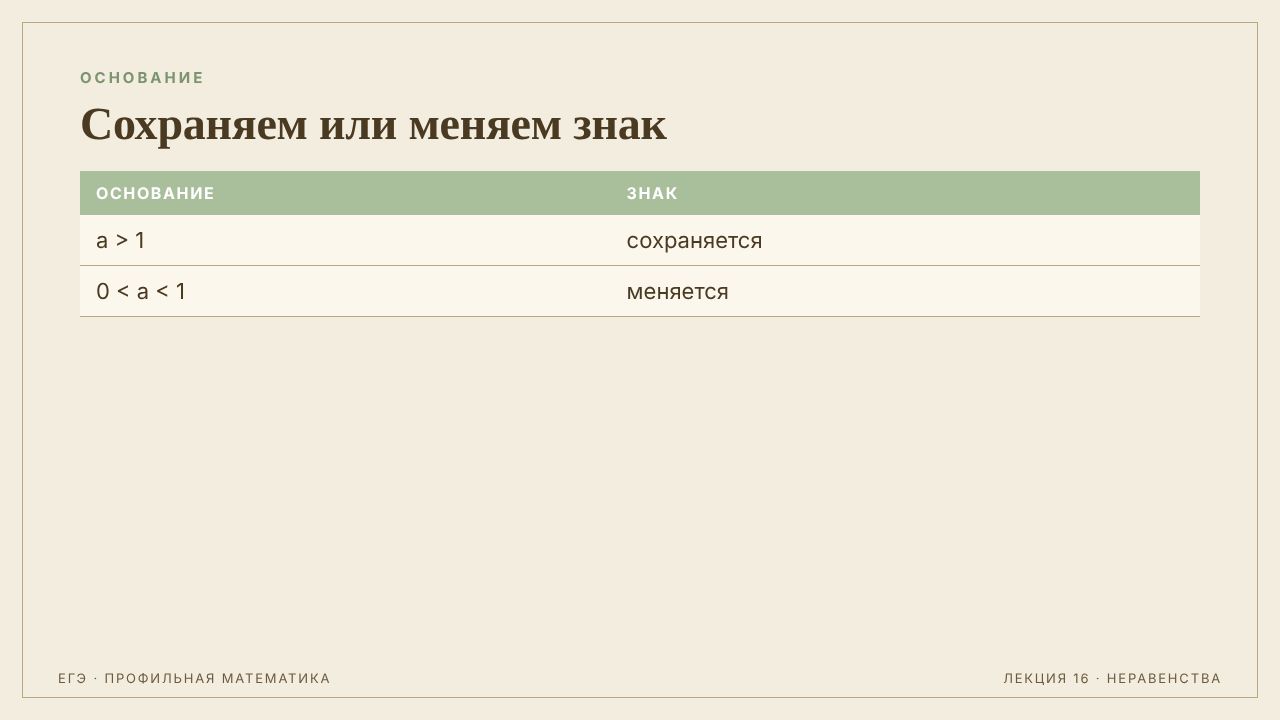 ОСНОВАНИЕ
Сохраняем или меняем знак
ОСНОВАНИЕ ЗНАК
a > 1 сохраняется
0 < a < 1 меняется
ЕГЭ · ПРОФИЛЬНАЯ МАТЕМАТИКА ЛЕКЦИЯ 16 · НЕРАВЕНСТВА